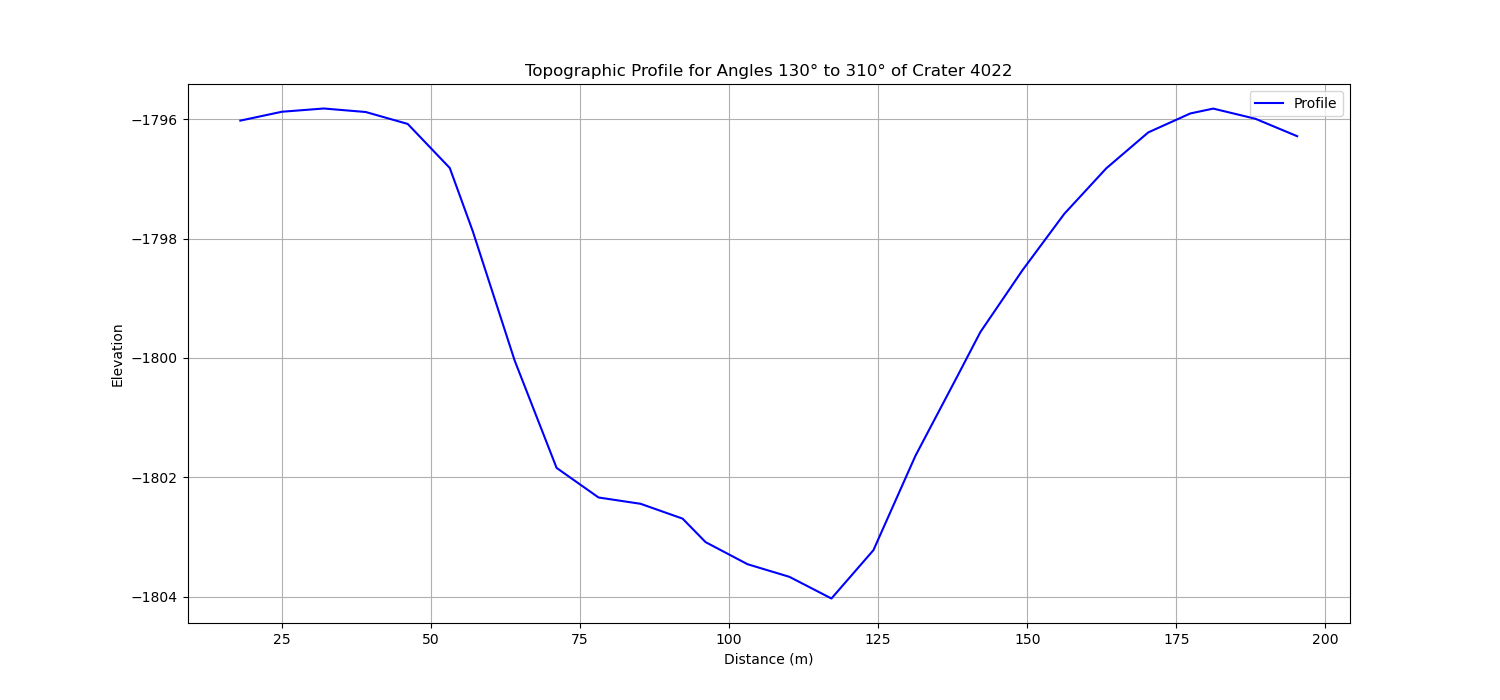 Topographic Profile for Angles 130° to 310° of Crater 4022
Profile
−1796
−1798
−1800
−1802
−1804
Elevation
25 50 75 100 125 150 175 200
Distance (m)